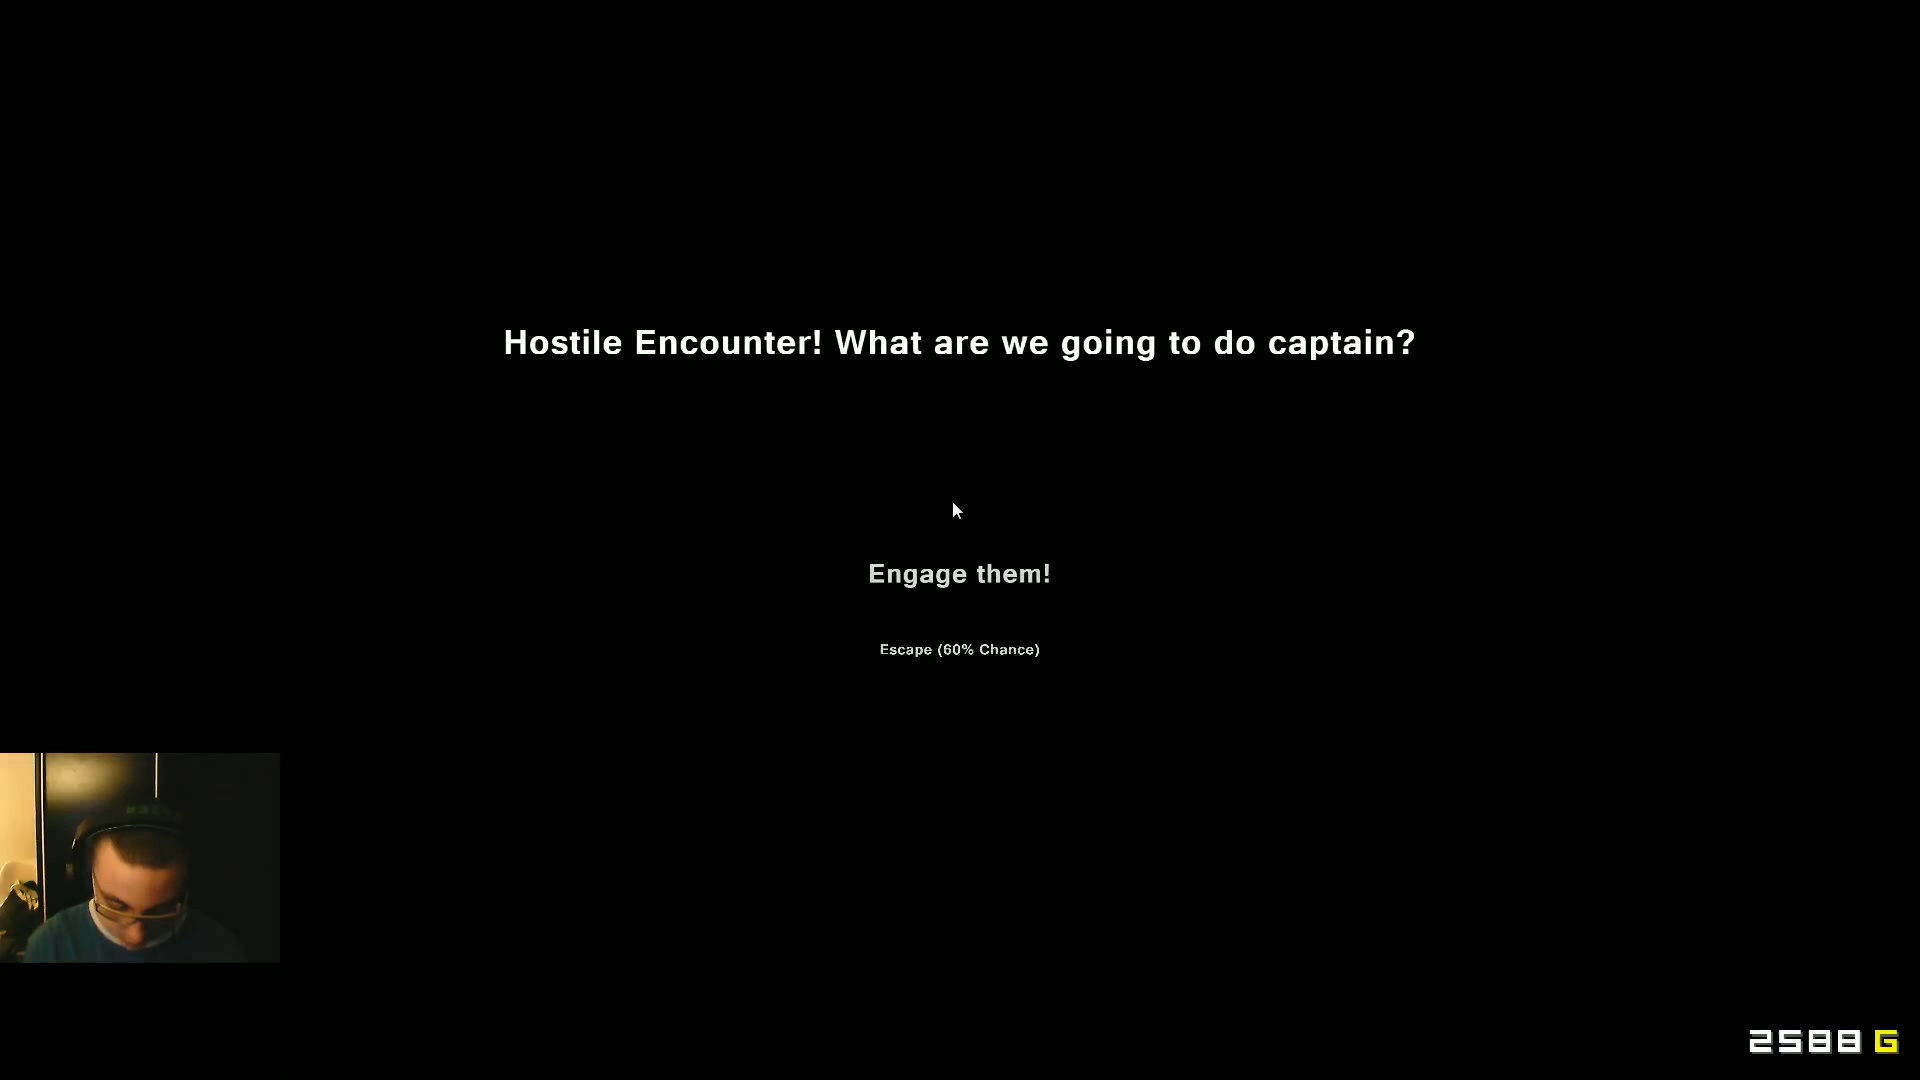 Hostile Encounter! What are we going to do captain?
Engage them!
Escape (60% Chance)
2588 G